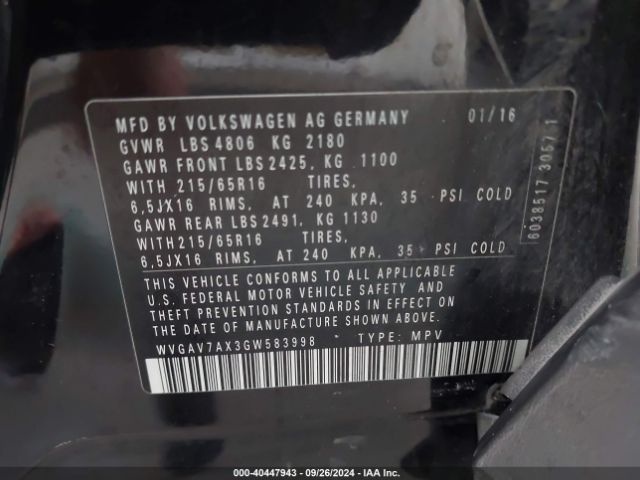 MFD BY VOLKSWAGEN AG GERMANY 01/16
GVWR LBS 4806 KG 2180
GAWR FRONT LBS 2425, KG 1100
WITH 215/65R16 TIRES,
6,5JX16 RIMS, AT 240 KPA, 35 PSI COLD
GAWR REAR LBS 2491, KG 1130
WITH 215/65R16 TIRES,
6,5JX16 RIMS, AT 240 KPA, 35 PSI COLD
THIS VEHICLE CONFORMS TO ALL APPLICABLE
U.S. FEDERAL MOTOR VEHICLE SAFETY AND
THEFT PREVENTION STANDARDS IN EFFECT ON
THE DATE OF MANUFACTURE SHOWN ABOVE.
WVGAV7AX3GW583998 TYPE: MPV
6038517 3057 1
000-40447943 - 09/26/2024 - IAA Inc.